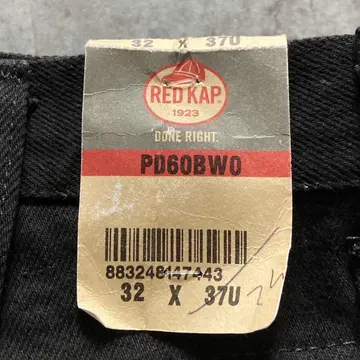 32 X 37U
RED KAP
1923
DONE RIGHT.
PD60BW0
883248147443
32 X 37U